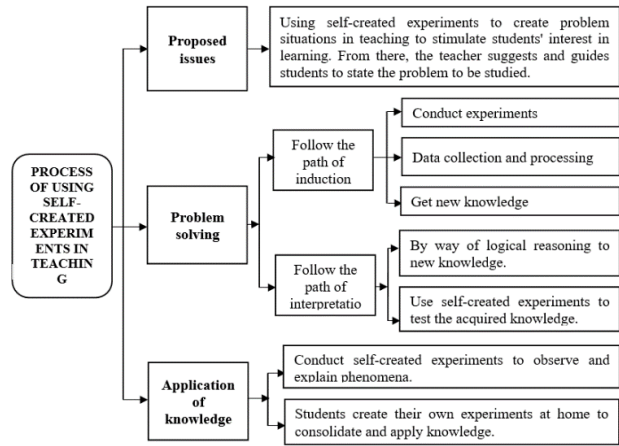 PROCESS
OF USING
SELF-
CREATED
EXPERIM
ENTS IN
TEACHIN
G
Proposed
issues
Using self-created experiments to create problem
situations in teaching to stimulate students' interest in
learning. From there, the teacher suggests and guides
students to state the problem to be studied.
Problem
solving
Follow the
path of
induction
Conduct experiments
Data collection and processing
Get new knowledge
Follow the
path of
interpretatio
By way of logical reasoning to
new knowledge.
Use self-created experiments to
test the acquired knowledge.
Application
of
knowledge
Conduct self-created experiments to observe and
explain phenomena.
Students create their own experiments at home to
consolidate and apply knowledge.